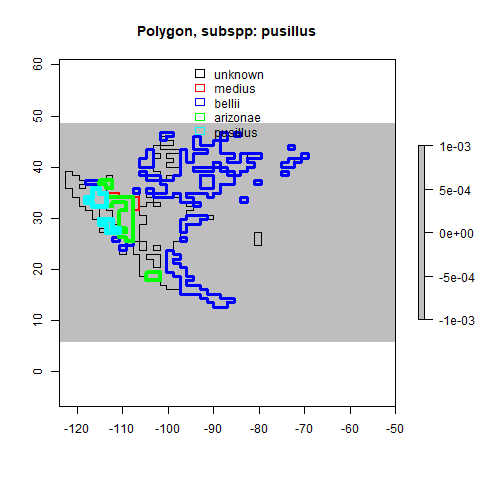 Polygon, subspp: pusillus
60
50
40
30
20
10
0
-120
-110
-100
-90
-80
-70
-60
-50
unknown
medius
bellii
arizonae
pusillus
1e-03
5e-04
0e+00
-5e-04
-1e-03